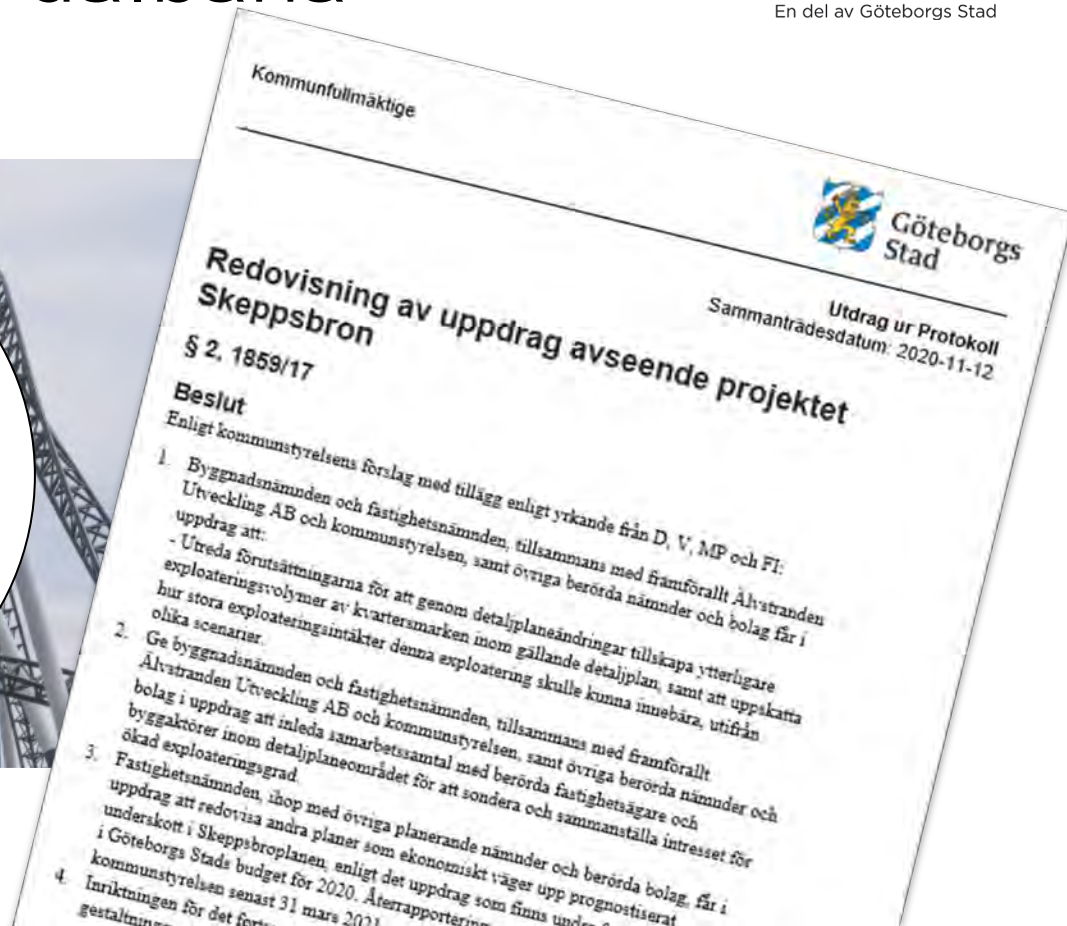 En del av Göteborgs Stad
Kommunfullmäktige
Göteborgs
Stad
Utdrag ur Protokoll
Sammanträdesdatum: 2020-11-12
Redovisning av uppdrag avseende projektet
Skeppsbron
§ 2, 1859/17
Beslut
Enligt kommunstyrelsens förslag med tillägg enligt yrkande från D, V, MP och FI:
1. Byggnadsnämnden och fastighetsnämnden, tillsammans med framförallt Älvstranden
Utveckling AB och kommunstyrelsen, samt övriga berörda nämnder och bolag får i
uppdrag att:
- Utreda förutsättningarna för att genom detaljplaneändringar tillskapa ytterligare
exploateringsvolymer av kvartersmarken inom gällande detaljplan, samt att uppskatta
hur stora exploateringsintäkter denna exploatering skulle kunna innebära, utifrån
olika scenarier.
2. Ge byggnadsnämnden och fastighetsnämnden, tillsammans med framförallt
Älvstranden Utveckling AB och kommunstyrelsen, samt övriga berörda nämnder och
bolag i uppdrag att inleda samarbetssamtal med berörda fastighetsägare och
byggaktörer inom detaljplaneområdet för att sondera och sammanställa intresset för
ökad exploateringsgrad.
3. Fastighetsnämnden, ihop med övriga planerande nämnder och berörda bolag, får i
uppdrag att redovisa andra planer som ekonomiskt väger upp prognostiserat
underskott i Skeppsbroplanen, enligt det uppdrag som finns
i Göteborgs Stads budget för 2020.
kommunstyrelsen senast 31 mars 2021
4. Inriktningen för det